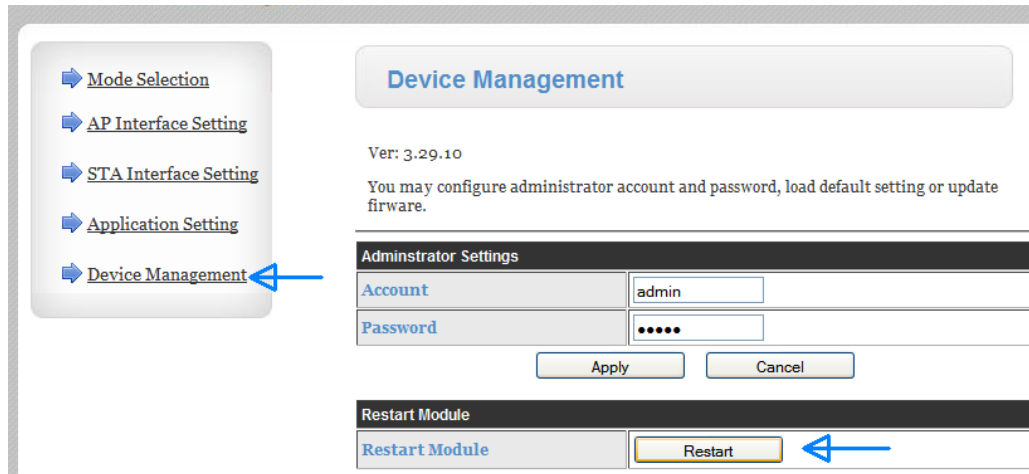 Mode Selection
AP Interface Setting
STA Interface Setting
Application Setting
Device Management
Device Management
Ver: 3.29.10
You may configure administrator account and password, load default setting or update
firware.
Adminstrator Settings
Account admin
Password •••••
Apply Cancel
Restart Module
Restart Module Restart